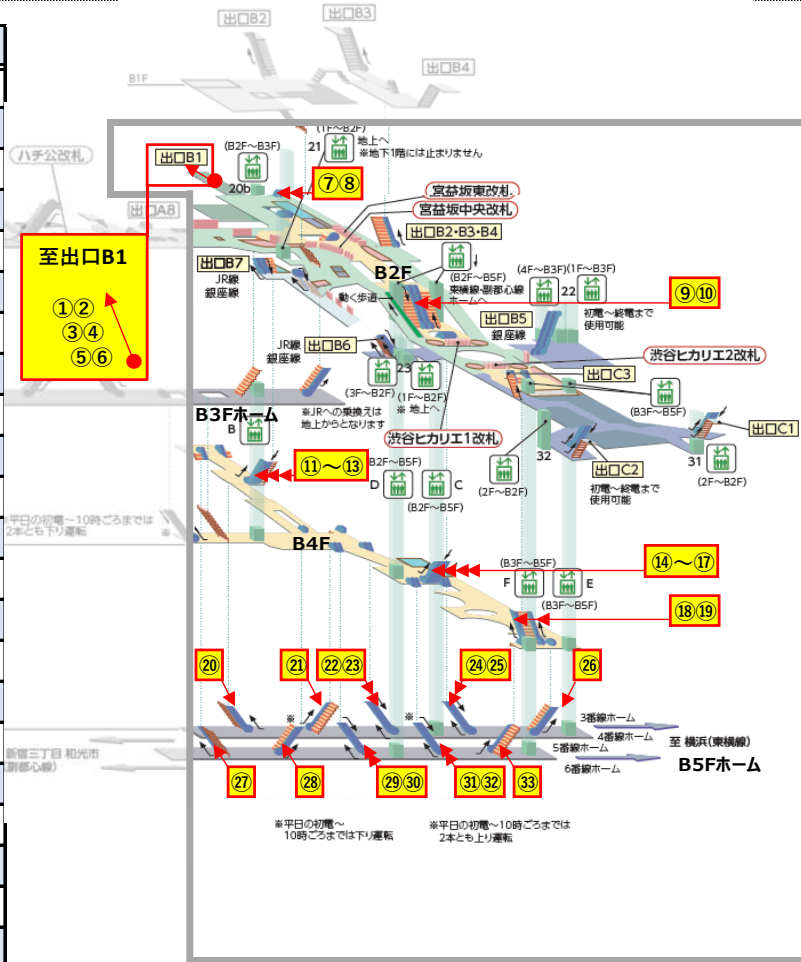 出口B2
出口B3
出口B4
B1F
ハチ公改札
出口A8
出口B1
(B2F～B3F)
20b
(1F～B2F)
21
地上へ
※地下1階には止まりません
⑦⑧
宮益坂東改札
宮益坂中央改札
出口B2・B3・B4
至出口B1
①②
③④
⑤⑥
出口B7
JR線
銀座線
B2F
動く歩道
(B2F～B5F)
東横線・副都心線
ホームへ
(4F～B3F)
(1F～B3F)
22
初電～終電まで
使用可能
⑨⑩
出口B5
銀座線
JR線
銀座線
出口B6
23
(3F～B2F)
(1F～B2F)
※ 地上へ
渋谷ヒカリエ2改札
出口C3
(B3F～B5F)
B3Fホーム
B
※JRへの乗換えは
地上からとなります
渋谷ヒカリエ1改札
出口C1
31
(2F～B2F)
32
(2F～B2F)
出口C2
初電～終電まで
使用可能
⑪～⑬
(B2F～B5F)
D
C
(B2F～B5F)
平日の初電～10時ごろまでは
2本とも下り運転
※
B4F
(B3F～B5F)
F
E
(B3F～B5F)
⑭～⑰
⑱⑲
⑳
㉑
㉒㉓
㉔㉕
㉖
※
※
3番線ホーム
4番線ホーム
5番線ホーム
6番線ホーム
至 横浜(東横線)
B5Fホーム
新宿三丁目 和光市
(副都心線)
㉗
㉘
㉙㉚
㉛㉜
㉝
※平日の初電～
10時ごろまでは下り運転
※平日の初電～10時ごろまでは
2本とも上り運転